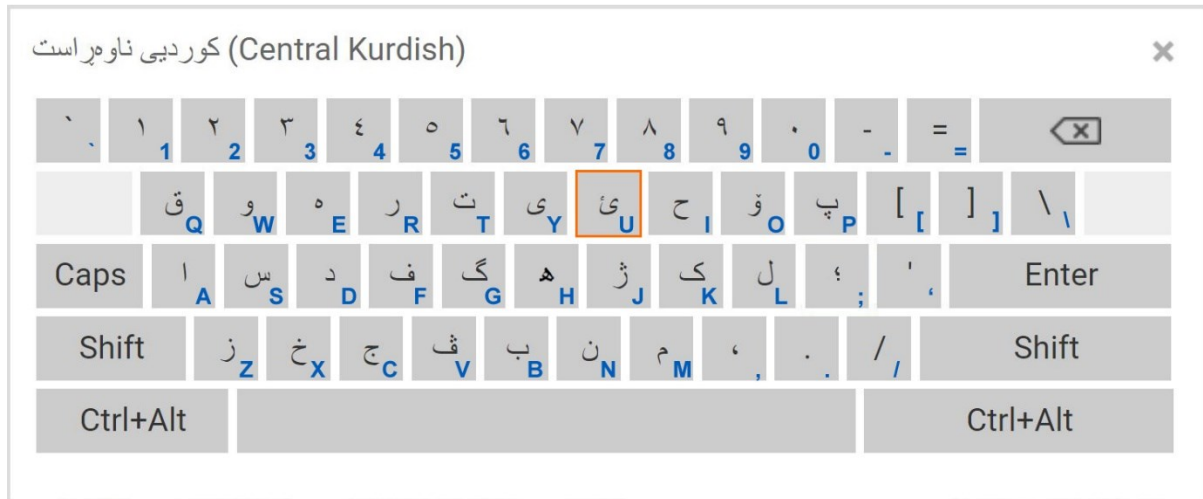 کوردیی ناوەڕاست (Central Kurdish) ×
` ` ١ 1 ٢ 2 ٣ 3 ٤ 4 ٥ 5 ٦ 6 ٧ 7 ٨ 8 ٩ 9 ٠ 0 - - = =
ق Q و W ە E ر R ت T ی Y ئ U ح I ۆ O پ P [ [ ] ] \ \
Caps ا A س S د D ف F گ G ھ H ژ J ک K ل L ؛ ; ' ‘ Enter
Shift ز Z خ X ج C ڤ V ب B ن N م M ، , . . / / Shift
Ctrl+Alt Ctrl+Alt